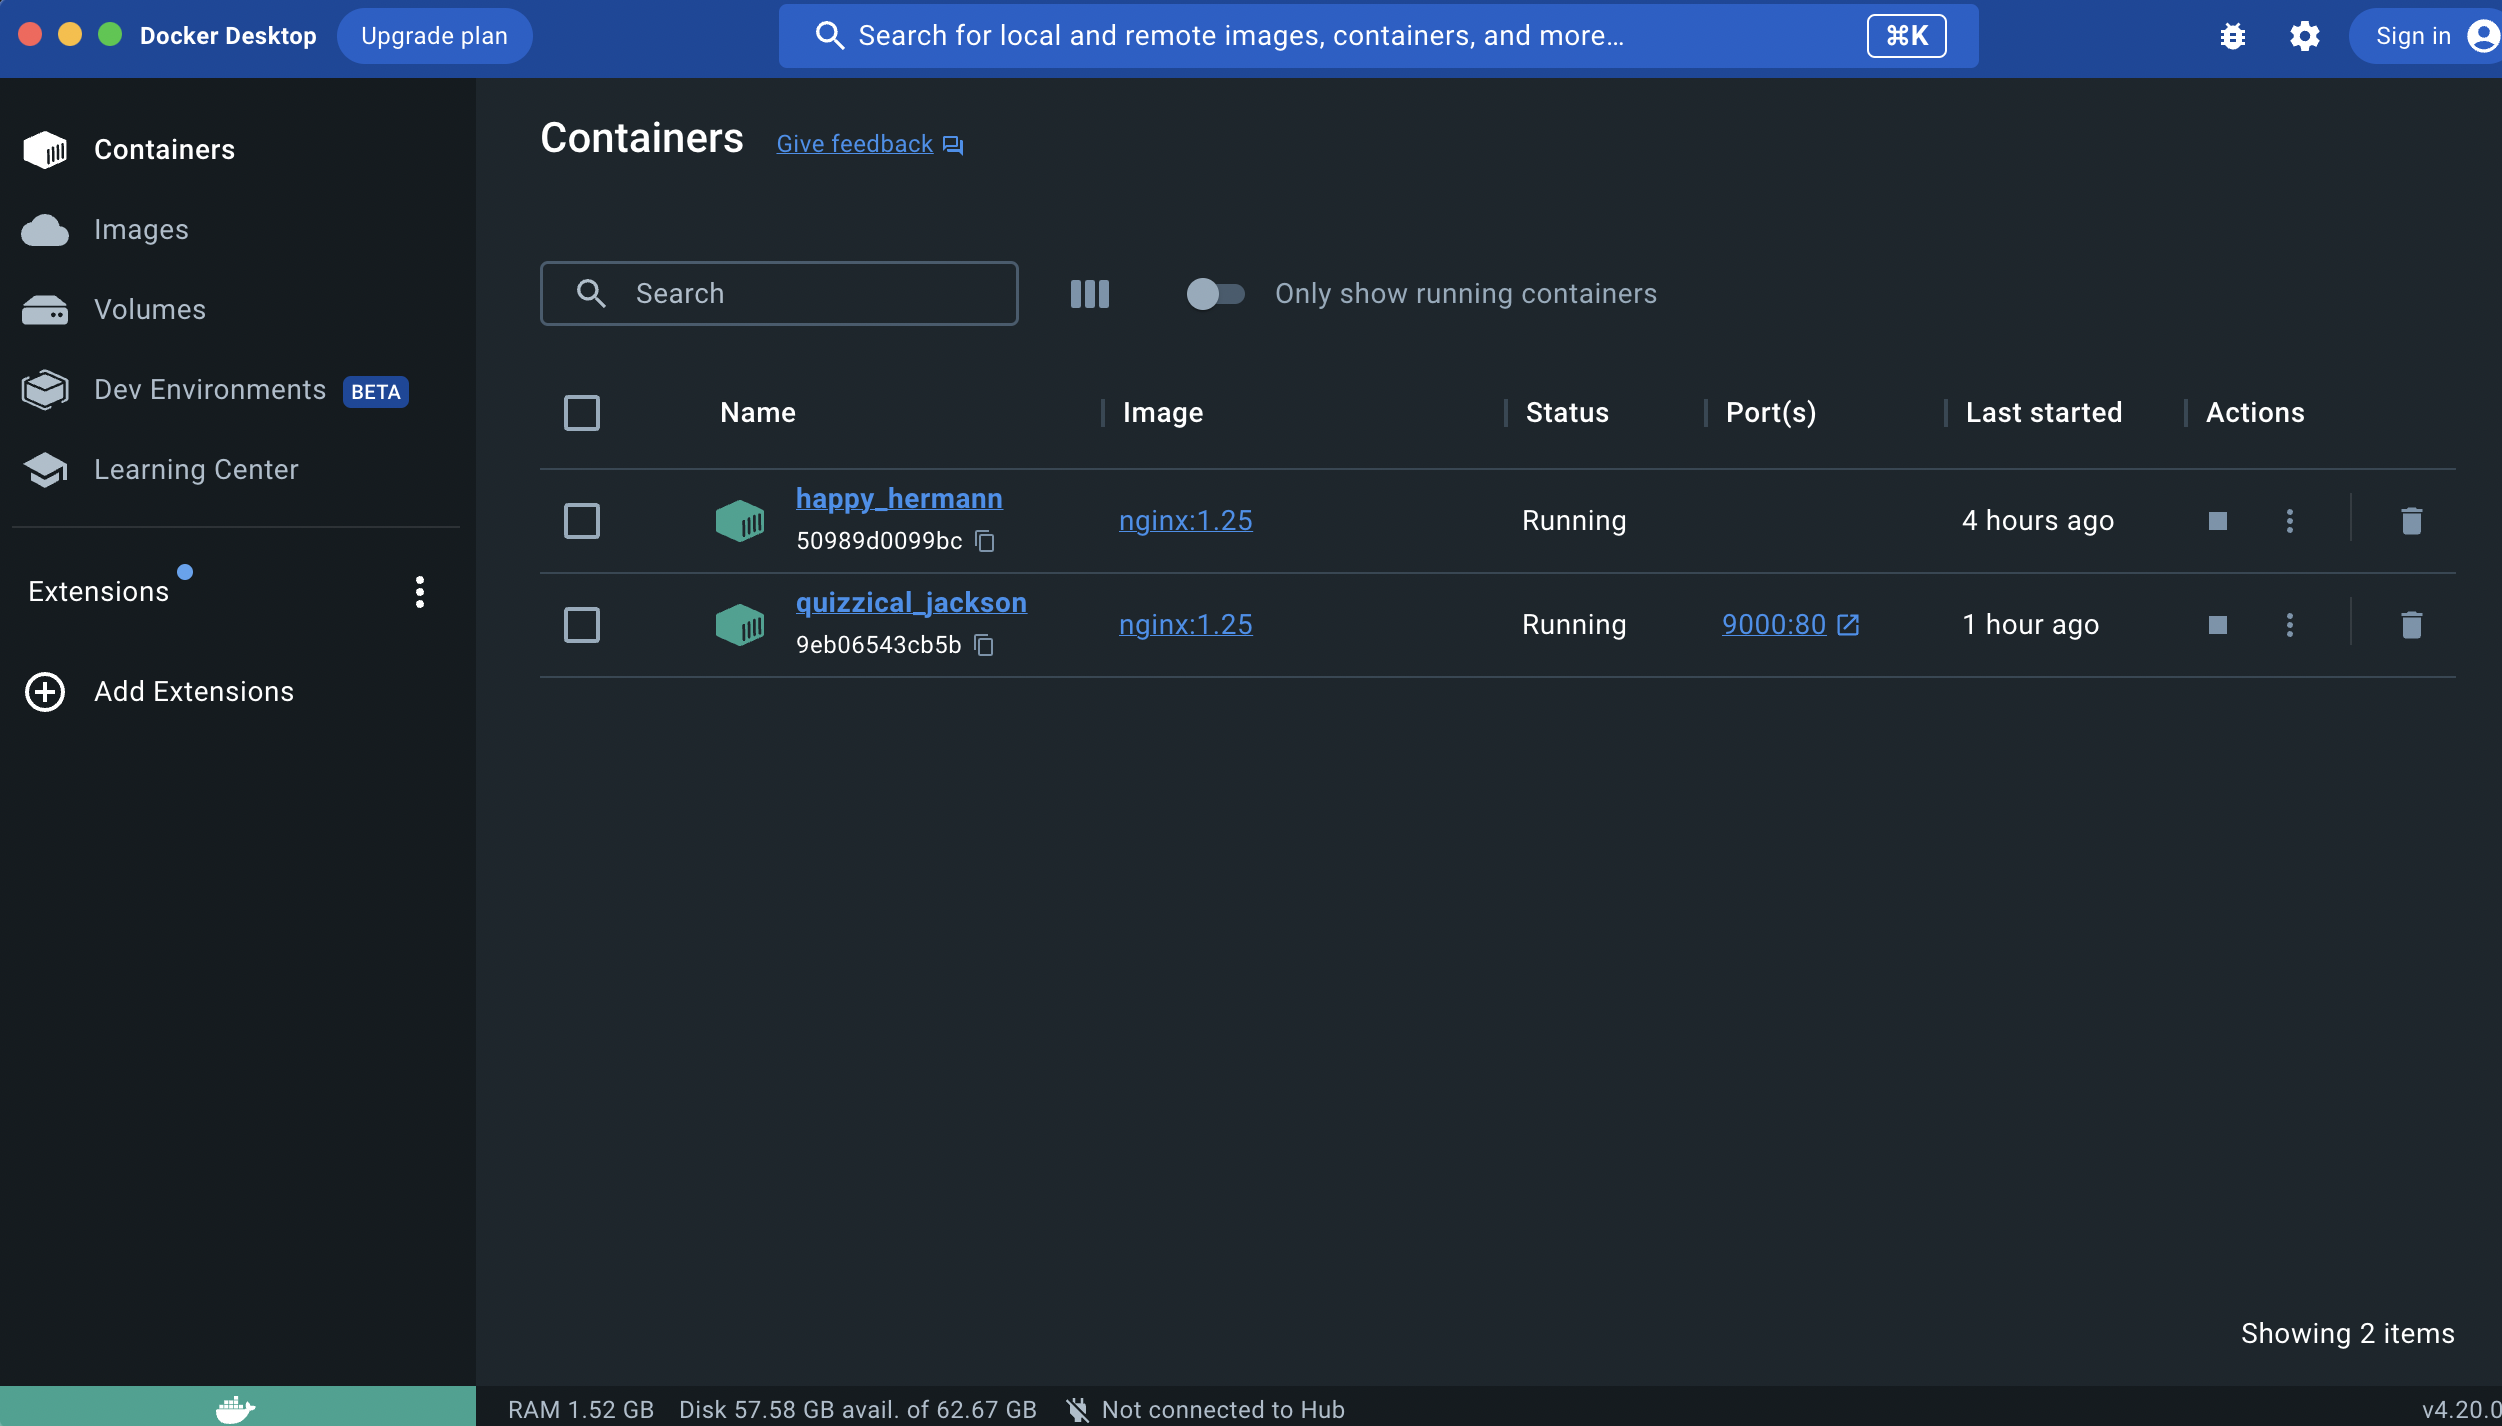 Docker Desktop Upgrade plan Search for local and remote images, containers, and more... ⌘K Sign in
Containers
Images
Volumes
Dev Environments BETA
Learning Center
Extensions
Add Extensions
Containers Give feedback
Search Only show running containers
Name Image Status Port(s) Last started Actions
happy_hermann
50989d0099bc
nginx:1.25 Running 4 hours ago
quizzical_jackson
9eb06543cb5b
nginx:1.25 Running 9000:80 1 hour ago
Showing 2 items
RAM 1.52 GB Disk 57.58 GB avail. of 62.67 GB Not connected to Hub v4.20.0